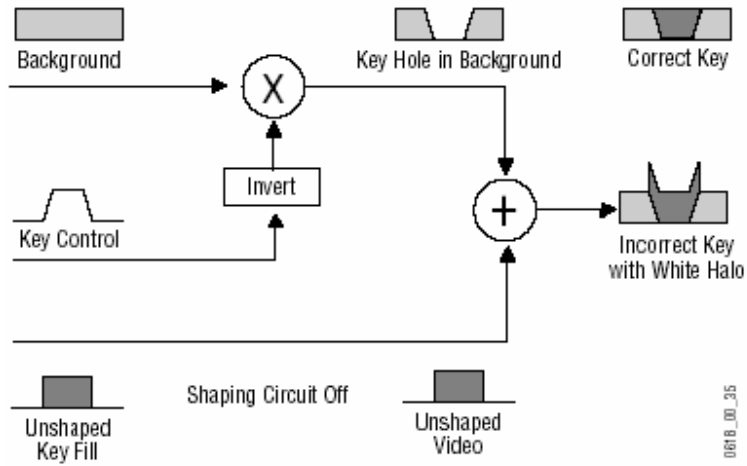 Background
Key Hole in Background
Correct Key
X
Invert
Key Control
+
Incorrect Key
with White Halo
Shaping Circuit Off
Unshaped
Key Fill
Unshaped
Video
0618_00_35